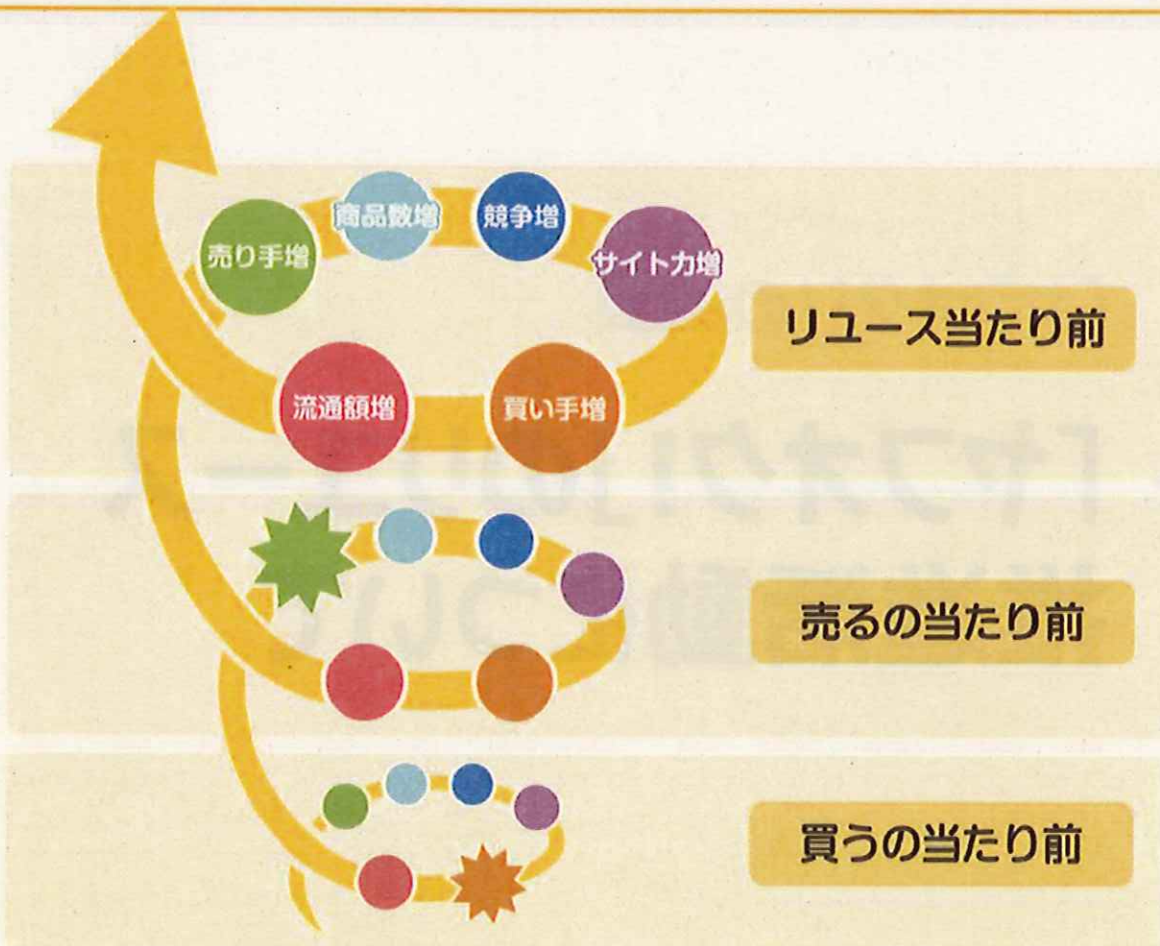 売り手増
商品数増
競争増
サイト力増
リユース当たり前
流通額増
買い手増
売るの当たり前
買うの当たり前